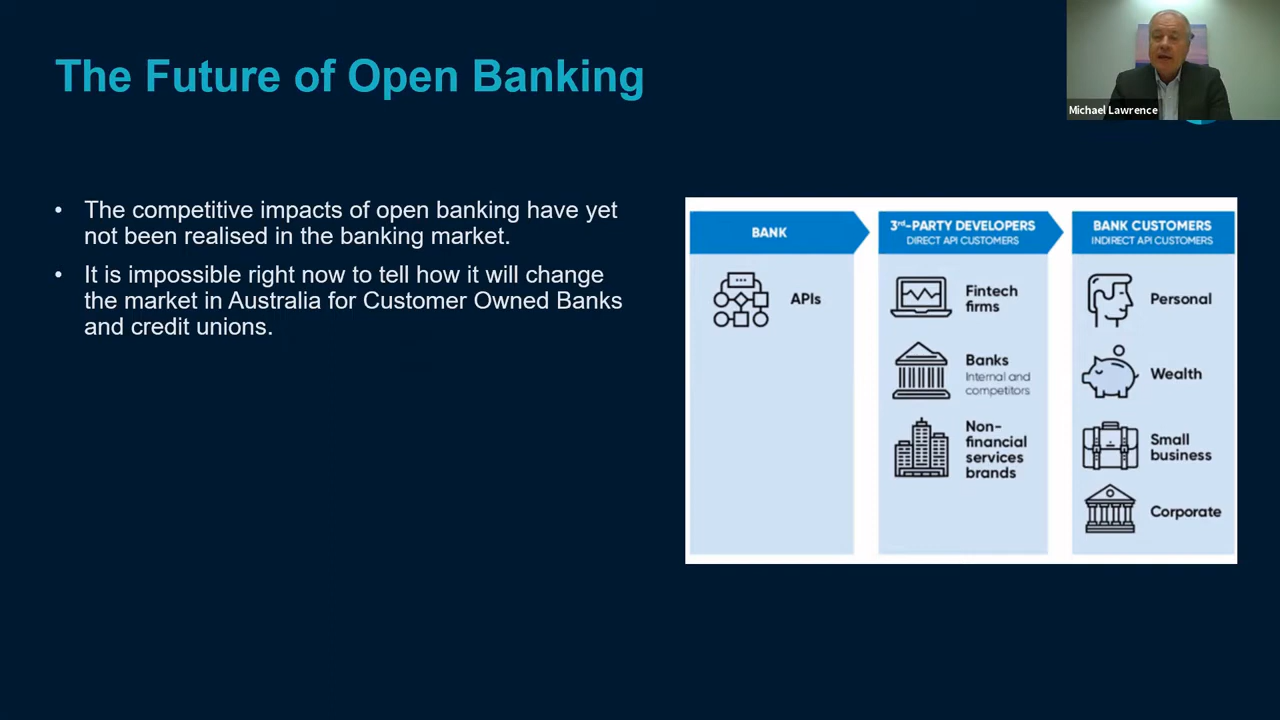 The Future of Open Banking
Michael Lawrence
• The competitive impacts of open banking have yet
not been realised in the banking market.
• It is impossible right now to tell how it will change
the market in Australia for Customer Owned Banks
and credit unions.
BANK
APIs
3rd-PARTY DEVELOPERS
DIRECT API CUSTOMERS
Fintech
firms
Banks
Internal and
competitors
Non-
financial
services
brands
BANK CUSTOMERS
INDIRECT API CUSTOMERS
Personal
Wealth
Small
business
Corporate